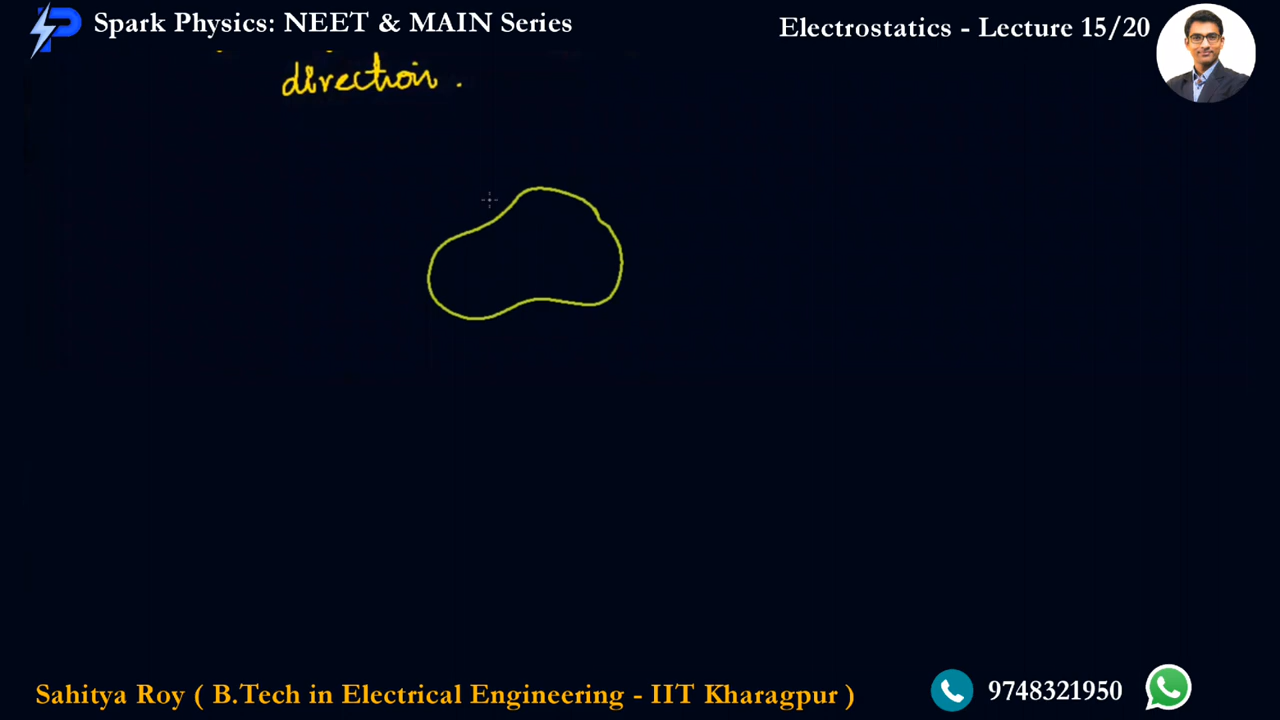 Spark Physics: NEET & MAIN Series
Electrostatics - Lecture 15/20
direction.
Sahitya Roy ( B.Tech in Electrical Engineering - IIT Kharagpur )
9748321950